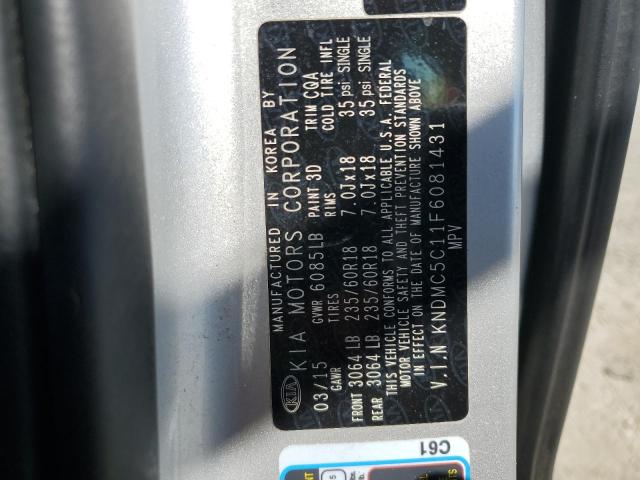 MANUFACTURED IN KOREA BY
KIA KIA MOTORS CORPORATION
03/15 GVWR 6085LB PAINT 3D TRIM CQA
GAWR TIRES RIMS COLD TIRE INFL
FRONT 3064 LB 235/60R18 7.0Jx18 35 psi SINGLE
REAR 3064 LB 235/60R18 7.0Jx18 35 psi SINGLE
THIS VEHICLE CONFORMS TO ALL APPLICABLE U.S.A. FEDERAL
MOTOR VEHICLE SAFETY AND THEFT PREVENTION STANDARDS
IN EFFECT ON THE DATE OF MANUFACTURE SHOWN ABOVE
V.I.N KNDMC5C11F6081431
MPV
C61